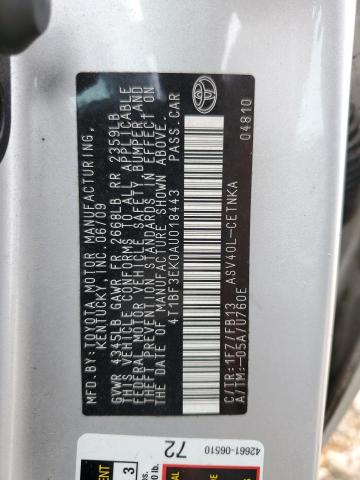 MFD. BY: TOYOTA MOTOR MANUFACTURING,
KENTUCKY, INC. 06/09
GVWR 4345LB GAWR FR 2668LB RR 2359LB
THIS VEHICLE CONFORMS TO ALL APPLICABLE
FEDERAL MOTOR VEHICLE SAFETY, BUMPER, AND
THEFT PREVENTION STANDARDS IN EFFECT ON
THE DATE OF MANUFACTURE SHOWN ABOVE.
4T1BF3EK0AU018443 PASS.CAR
C/TR:1F7/FB13
ASV40L-CETNKA
A/TM:-05A/U760E
04810
42661-06510
72
3